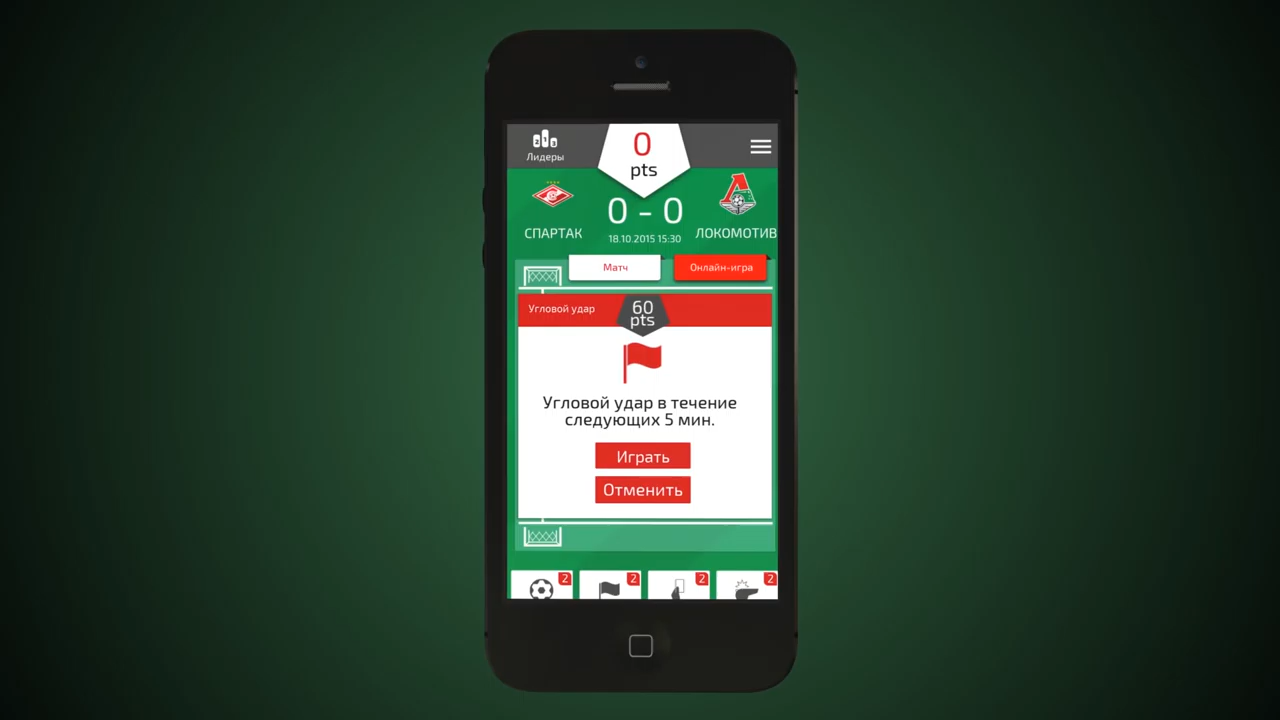 0
pts
Лидеры
0 - 0
18.10.2015 15:30
СПАРТАК
ЛОКОМОТИВ
Матч
Онлайн-игра
Угловой удар
60
pts
Угловой удар в течение
следующих 5 мин.
Играть
Отменить
2
2
2
2